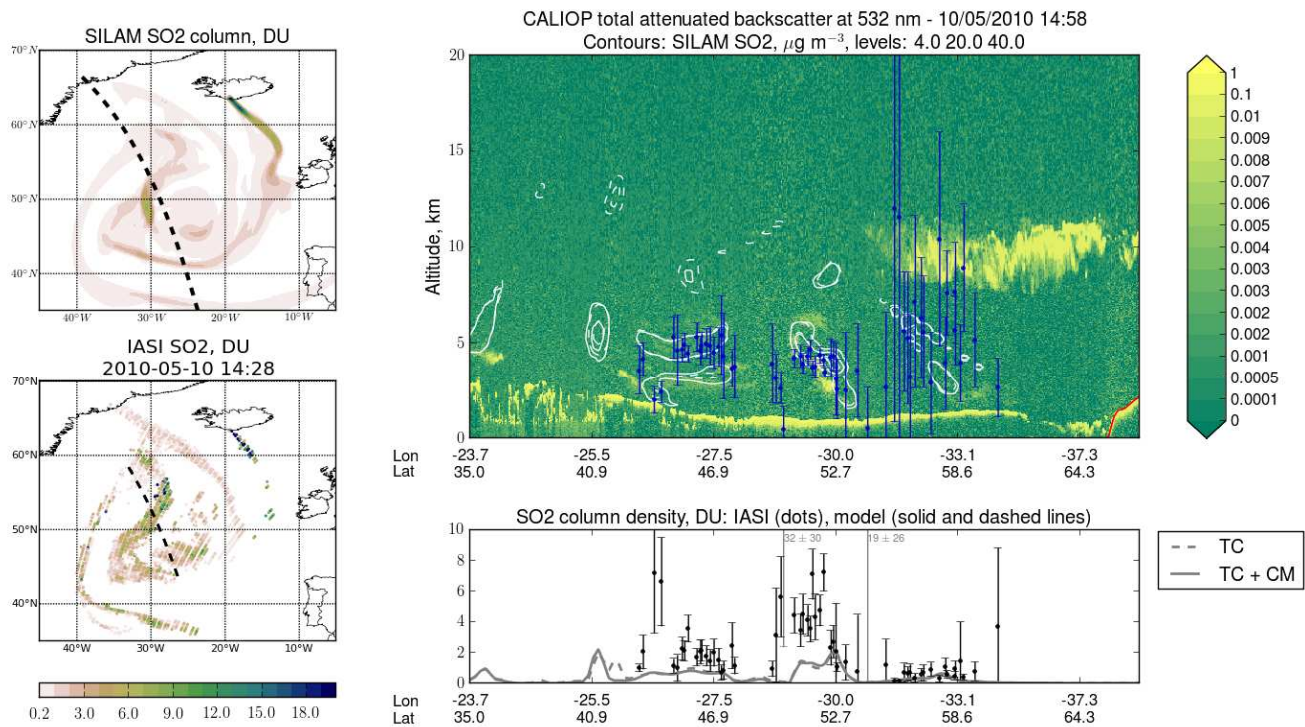 SILAM SO2 column, DU
70°N
60°N
50°N
40°N
40°W 30°W 20°W 10°W
IASI SO2, DU
2010-05-10 14:28
70°N
60°N
50°N
40°N
40°W 30°W 20°W 10°W
0.2 3.0 6.0 9.0 12.0 15.0 18.0
CALIOP total attenuated backscatter at 532 nm - 10/05/2010 14:58
Contours: SILAM SO2, μg m⁻³, levels: 4.0 20.0 40.0
Altitude, km
20
15
10
5
0
Lon -23.7 -25.5 -27.5 -30.0 -33.1 -37.3
Lat 35.0 40.9 46.9 52.7 58.6 64.3
1
0.1
0.01
0.009
0.008
0.007
0.006
0.005
0.004
0.003
0.002
0.001
0.0005
0.0001
0
SO2 column density, DU: IASI (dots), model (solid and dashed lines)
10
8
6
4
2
0
32 ± 30
19 ± 26
Lon -23.7 -25.5 -27.5 -30.0 -33.1 -37.3
Lat 35.0 40.9 46.9 52.7 58.6 64.3
TC
TC + CM